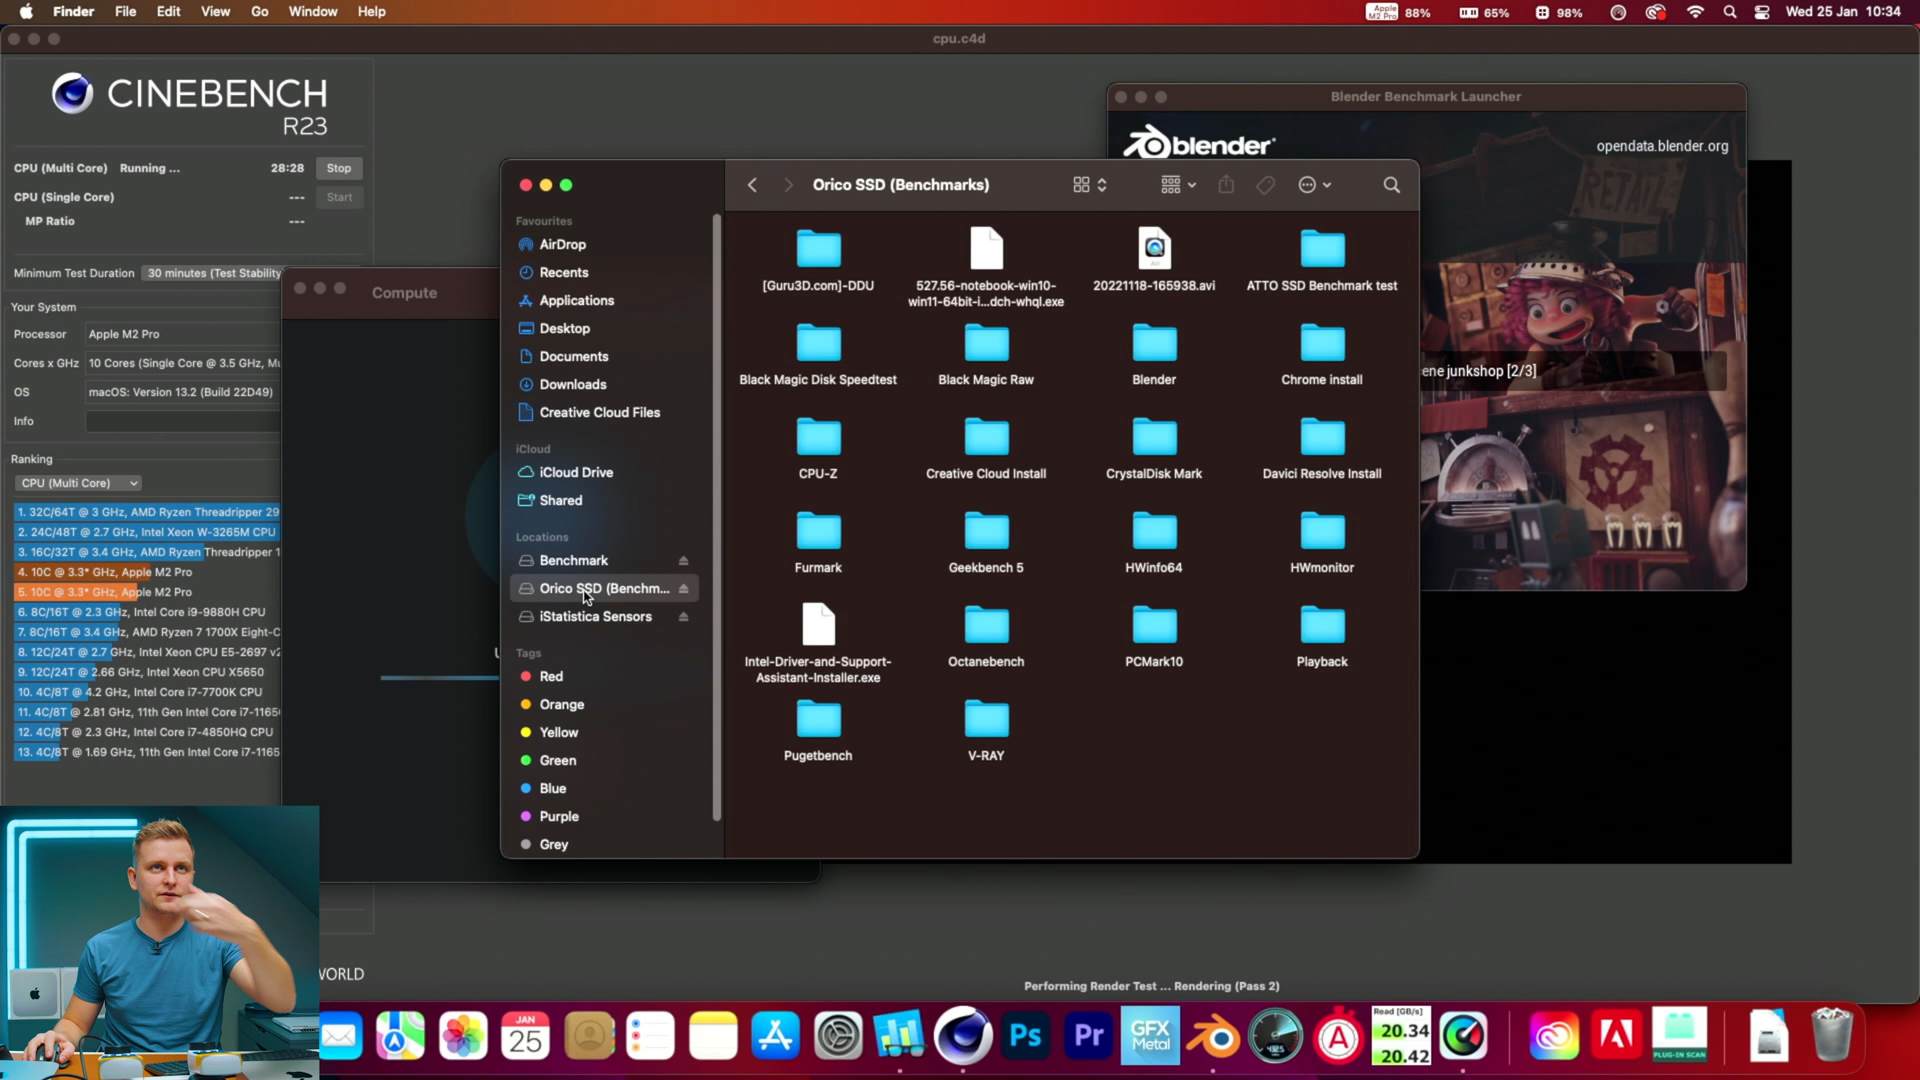 Finder File Edit View Go Window Help
Apple M2 Pro 88% 65% 98% Wed 25 Jan 10:34
cpu.c4d
CINEBENCH
R23
CPU (Multi Core) Running ... 28:28 Stop
CPU (Single Core) --- Start
MP Ratio ---
Minimum Test Duration 30 minutes (Test Stability
Your System
Processor Apple M2 Pro
Cores x GHz 10 Cores (Single Core @ 3.5 GHz, Mu
OS macOS: Version 13.2 (Build 22D49)
Info
Ranking
CPU (Multi Core)
1. 32C/64T @ 3 GHz, AMD Ryzen Threadripper 29
2. 24C/48T @ 2.7 GHz, Intel Xeon W-3265M CPU
3. 16C/32T @ 3.4 GHz, AMD Ryzen Threadripper 1
4. 10C @ 3.3* GHz, Apple M2 Pro
5. 10C @ 3.3* GHz, Apple M2 Pro
6. 8C/16T @ 2.3 GHz, Intel Core i9-9880H CPU
7. 8C/16T @ 3.4 GHz, AMD Ryzen 7 1700X Eight-C
8. 12C/24T @ 2.7 GHz, Intel Xeon CPU E5-2697 v2
9. 12C/24T @ 2.66 GHz, Intel Xeon CPU X5650
10. 4C/8T @ 4.2 GHz, Intel Core i7-7700K CPU
11. 4C/8T @ 2.81 GHz, 11th Gen Intel Core i7-1165
12. 4C/8T @ 2.3 GHz, Intel Core i7-4850HQ CPU
13. 4C/8T @ 1.69 GHz, 11th Gen Intel Core i7-1165
Compute
Favourites
AirDrop
Recents
Applications
Desktop
Documents
Downloads
Creative Cloud Files
iCloud
iCloud Drive
Shared
Locations
Benchmark
Orico SSD (Benchm...
iStatistica Sensors
Tags
Red
Orange
Yellow
Green
Blue
Purple
Grey
Orico SSD (Benchmarks)
[Guru3D.com]-DDU
527.56-notebook-win10-
win11-64bit-i...dch-whql.exe
20221118-165938.avi
ATTO SSD Benchmark test
Black Magic Disk Speedtest
Black Magic Raw
Blender
Chrome install
CPU-Z
Creative Cloud Install
CrystalDisk Mark
Davici Resolve Install
Furmark
Geekbench 5
HWinfo64
HWmonitor
Intel-Driver-and-Support-
Assistant-Installer.exe
Octanebench
PCMark10
Playback
Pugetbench
V-RAY
Blender Benchmark Launcher
blender
opendata.blender.org
RETAIL
ene junkshop [2/3]
WORLD
Performing Render Test ... Rendering (Pass 2)
JAN
25
Ps
Pr
GFX
Metal
Read [GB/s]
20.34
20.42
PLUG-IN SCAN